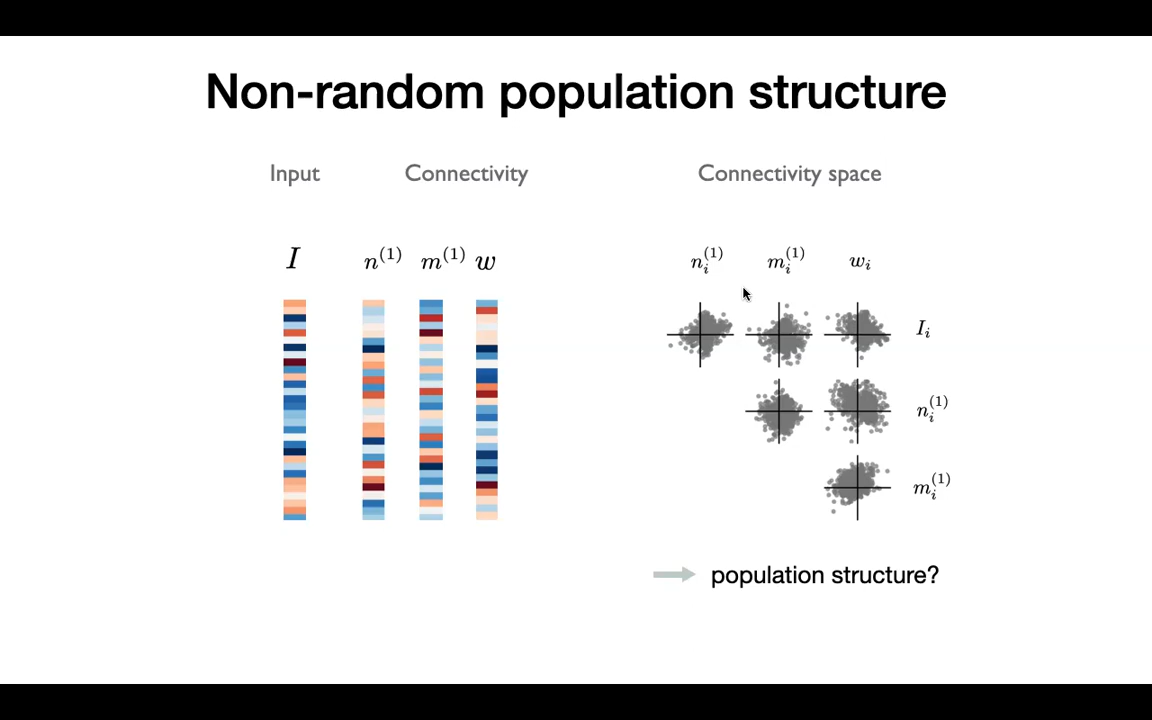 Non-random population structure
Input Connectivity Connectivity space
I n^(1) m^(1) w n_i^(1) m_i^(1) w_i
I_i
n_i^(1)
m_i^(1)
population structure?